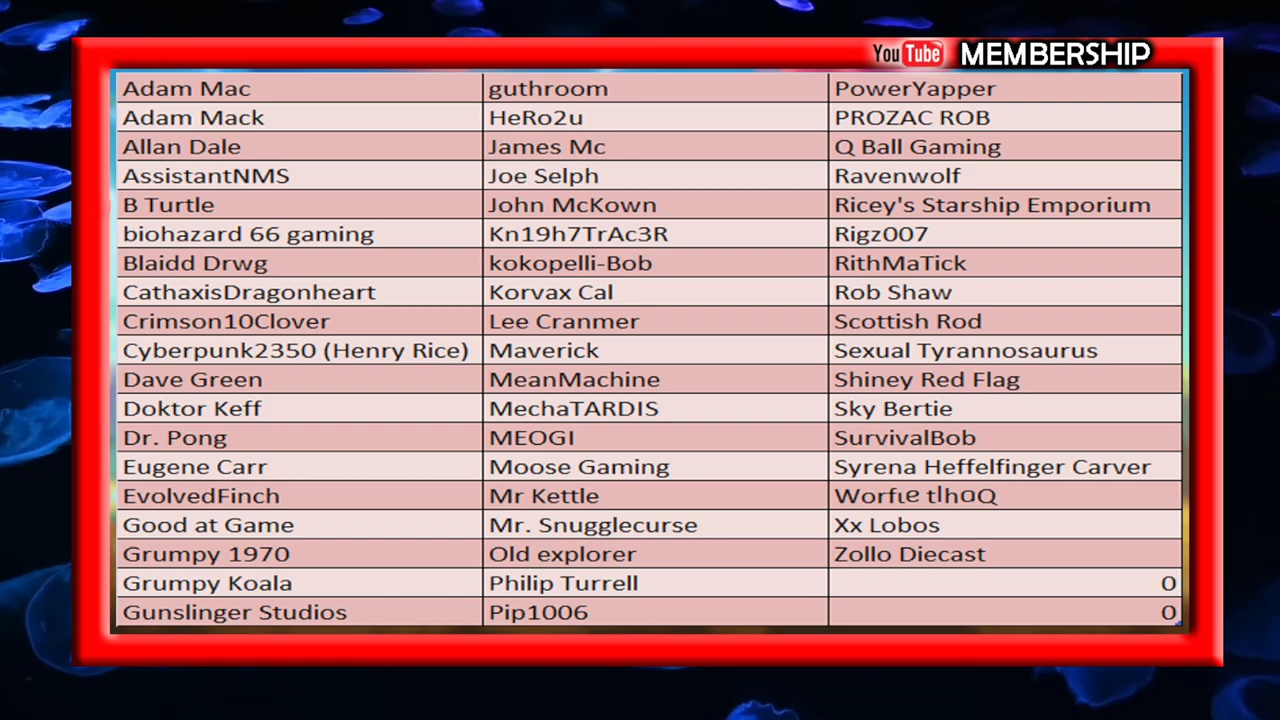 YouTube MEMBERSHIP
Adam Mac guthroom PowerYapper
Adam Mack HeRo2u PROZAC ROB
Allan Dale James Mc Q Ball Gaming
AssistantNMS Joe Selph Ravenwolf
B Turtle John McKown Ricey's Starship Emporium
biohazard 66 gaming Kn19h7TrAc3R Rigz007
Blaidd Drwg kokopelli-Bob RithMaTick
CathaxisDragonheart Korvax Cal Rob Shaw
Crimson10Clover Lee Cranmer Scottish Rod
Cyberpunk2350 (Henry Rice) Maverick Sexual Tyrannosaurus
Dave Green MeanMachine Shiney Red Flag
Doktor Keff MechaTARDIS Sky Bertie
Dr. Pong MEOGI SurvivalBob
Eugene Carr Moose Gaming Syrena Heffelfinger Carver
EvolvedFinch Mr Kettle
Good at Game Mr. Snugglecurse Xx Lobos
Grumpy 1970 Old explorer Zollo Diecast
Grumpy Koala Philip Turrell 0
Gunslinger Studios Pip1006 0